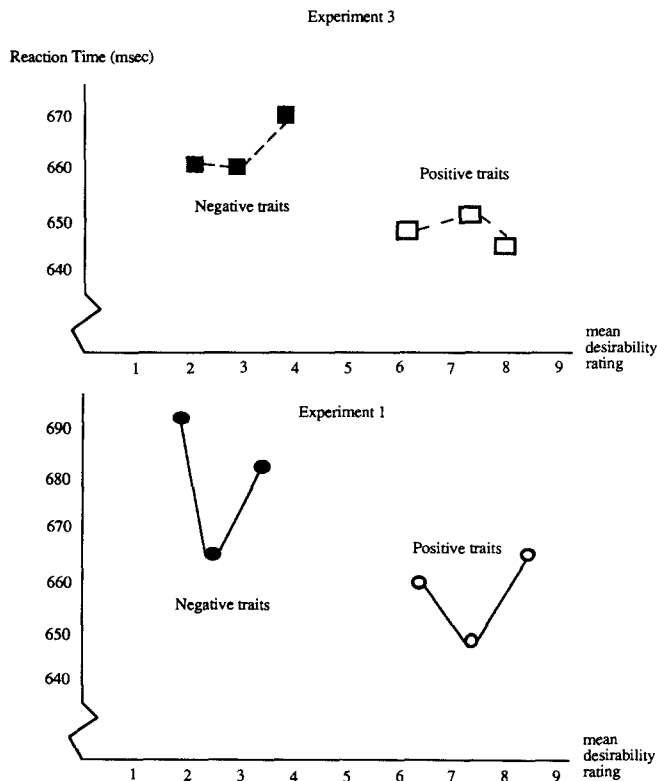 Experiment 3
Reaction Time (msec)
670
660
650
640
Negative traits
Positive traits
1 2 3 4 5 6 7 8 9
mean
desirability
rating
Experiment 1
690
680
670
660
650
640
Negative traits
Positive traits
1 2 3 4 5 6 7 8 9
mean
desirability
rating